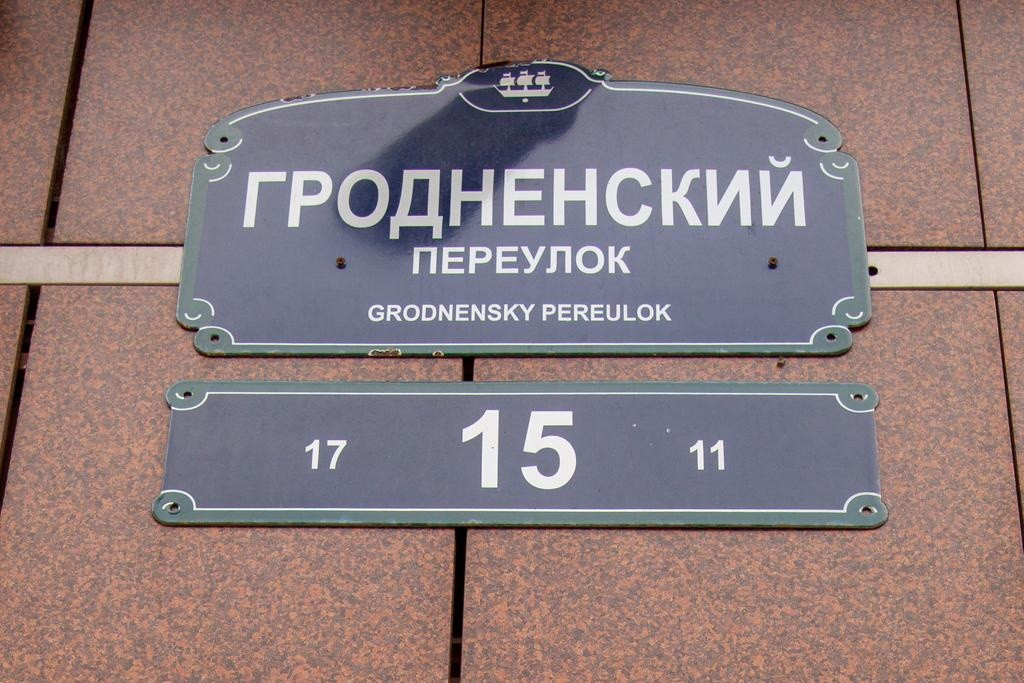 ГРОДНЕНСКИЙ
ПЕРЕУЛОК
GRODNENSKY PEREULOK
17 15 11